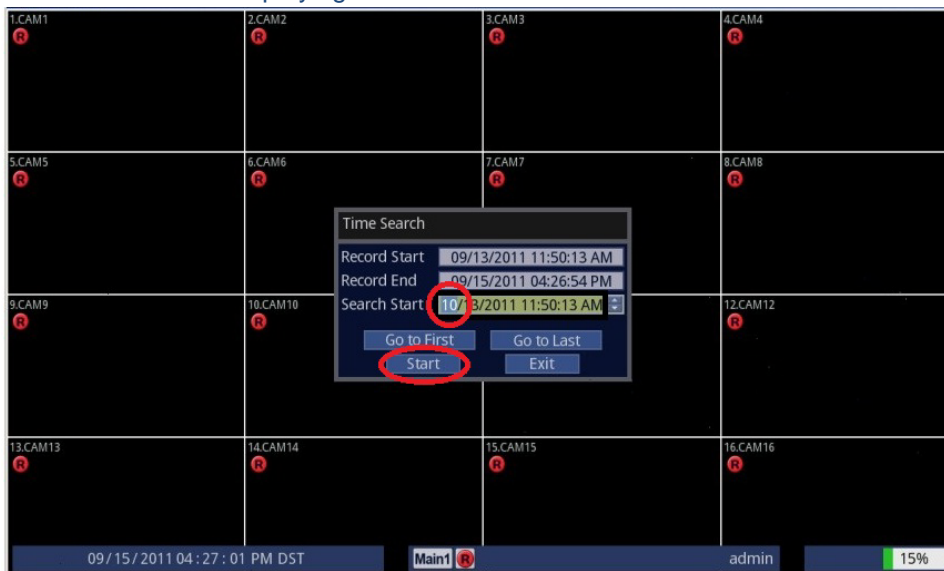 1.CAM1 2.CAM2 3.CAM3 4.CAM4
R R R R
5.CAM5 6.CAM6 7.CAM7 8.CAM8
R R R R
Time Search
Record Start 09/13/2011 11:50:13 AM
Record End 09/15/2011 04:26:54 PM
9.CAM9 10.CAM10 Search Start 10/13/2011 11:50:13 AM 12.CAM12
R R R
Go to First Go to Last
Start Exit
13.CAM13 14.CAM14 15.CAM15 16.CAM16
R R R R
09/15/2011 04:27:01 PM DST Main1 R admin 15%